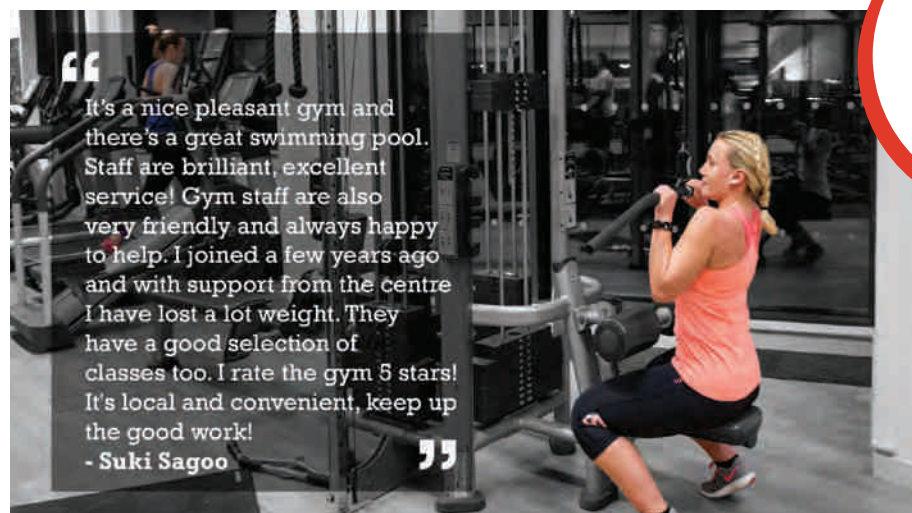 “
It's a nice pleasant gym and
there's a great swimming pool.
Staff are brilliant, excellent
service! Gym staff are also
very friendly and always happy
to help. I joined a few years ago
and with support from the centre
I have lost a lot weight. They
have a good selection of
classes too. I rate the gym 5 stars!
It's local and convenient, keep up
the good work!
- Suki Sagoo
”